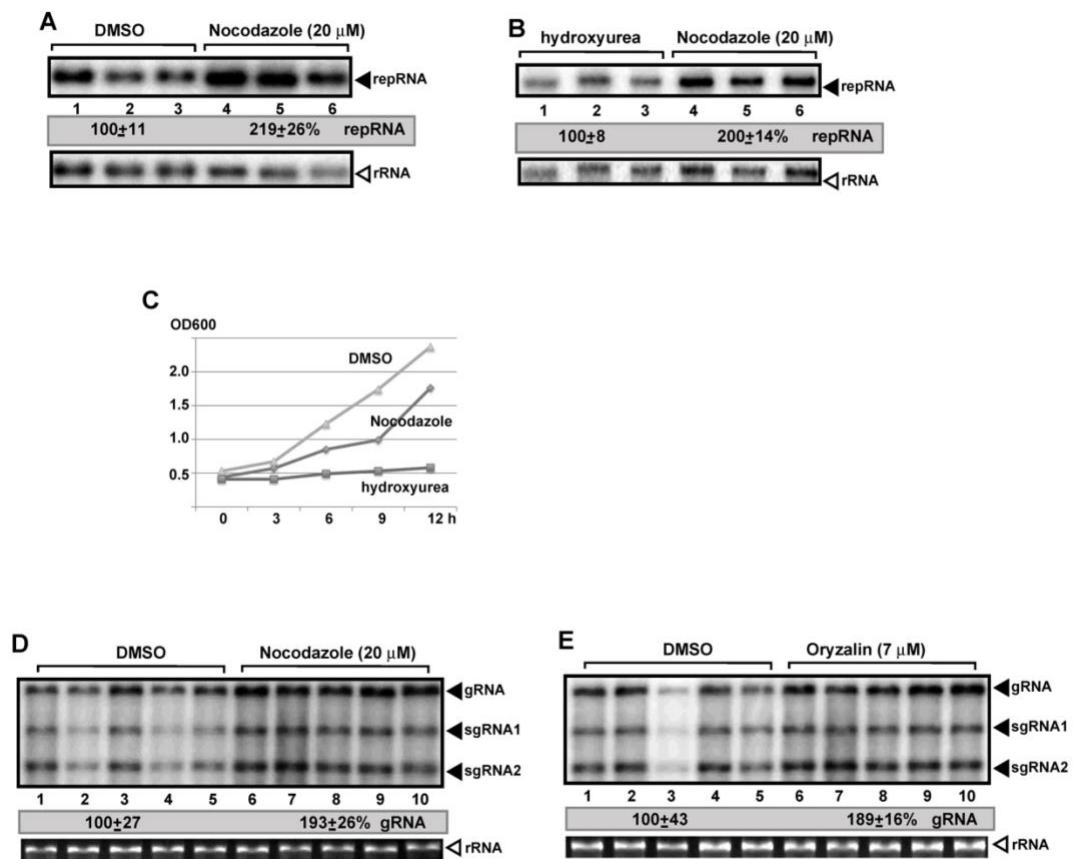 A
DMSO Nocodazole (20 μM)
repRNA
1 2 3 4 5 6
100±11 219±26% repRNA
rRNA
B
hydroxyurea Nocodazole (20 μM)
repRNA
1 2 3 4 5 6
100±8 200±14% repRNA
rRNA
C
OD600
DMSO
2.0
1.5
Nocodazole
1.0
0.5
hydroxyurea
0 3 6 9 12 h
D
DMSO Nocodazole (20 μM)
gRNA
sgRNA1
sgRNA2
1 2 3 4 5 6 7 8 9 10
100±27 193±26% gRNA
rRNA
E
DMSO Oryzalin (7 μM)
gRNA
sgRNA1
sgRNA2
1 2 3 4 5 6 7 8 9 10
100±43 189±16% gRNA
rRNA